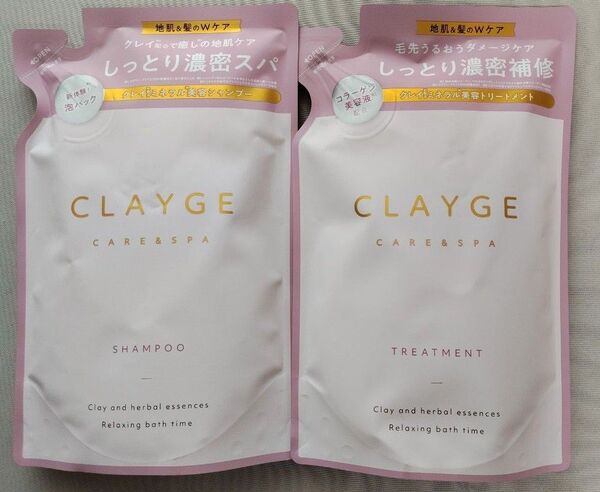 地肌&髪のWケア
クレイ配合で癒しの地肌ケア
しっとり濃密スパ
クレイミネラル美容シャンプー
新体験!
泡パック
OPEN
CLAYGE
CARE&SPA
SHAMPOO
Clay and herbal essences
Relaxing bath time
地肌&髪のWケア
毛先うるおうダメージケア
しっとり濃密補修
クレイミネラル美容トリートメント
コラーゲン
美容液
配合
OPEN
CLAYGE
CARE&SPA
TREATMENT
Clay and herbal essences
Relaxing bath time